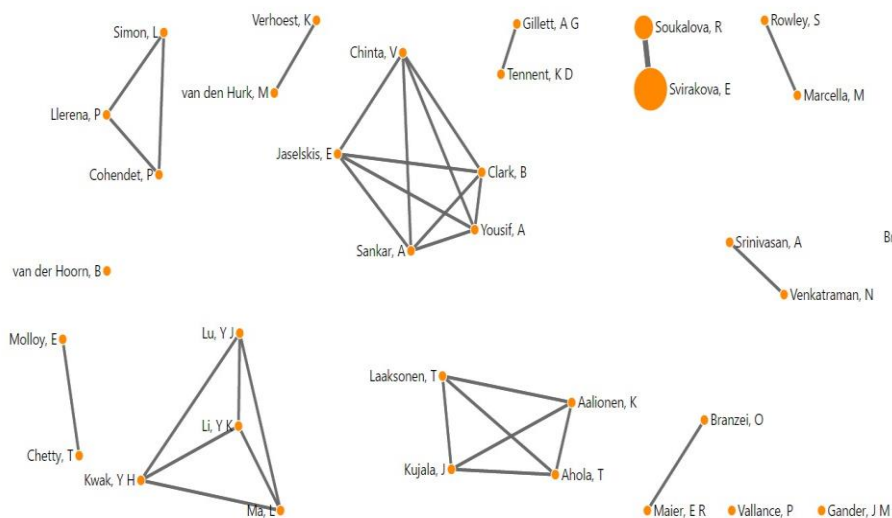 Simon, L
Verhoest, K
Gillett, A G
Soukalova, R
Rowley, S
Chinta, V
Tennent, K D
van den Hurk, M
Svirakova, E
Marcella, M
Llerena, P
Jaselskis, E
Cohendet, P
Clark, B
Yousif, A
Sankar, A
Srinivasan, A
Br
van der Hoorn, B
Venkatraman, N
Molloy, E
Lu, Y J
Laaksonen, T
Aalionen, K
Li, Y K
Branzei, O
Chetty, T
Kwak, Y H
Kujala, J
Ahola, T
Ma, L
Maier, E R
Vallance, P
Gander, J M